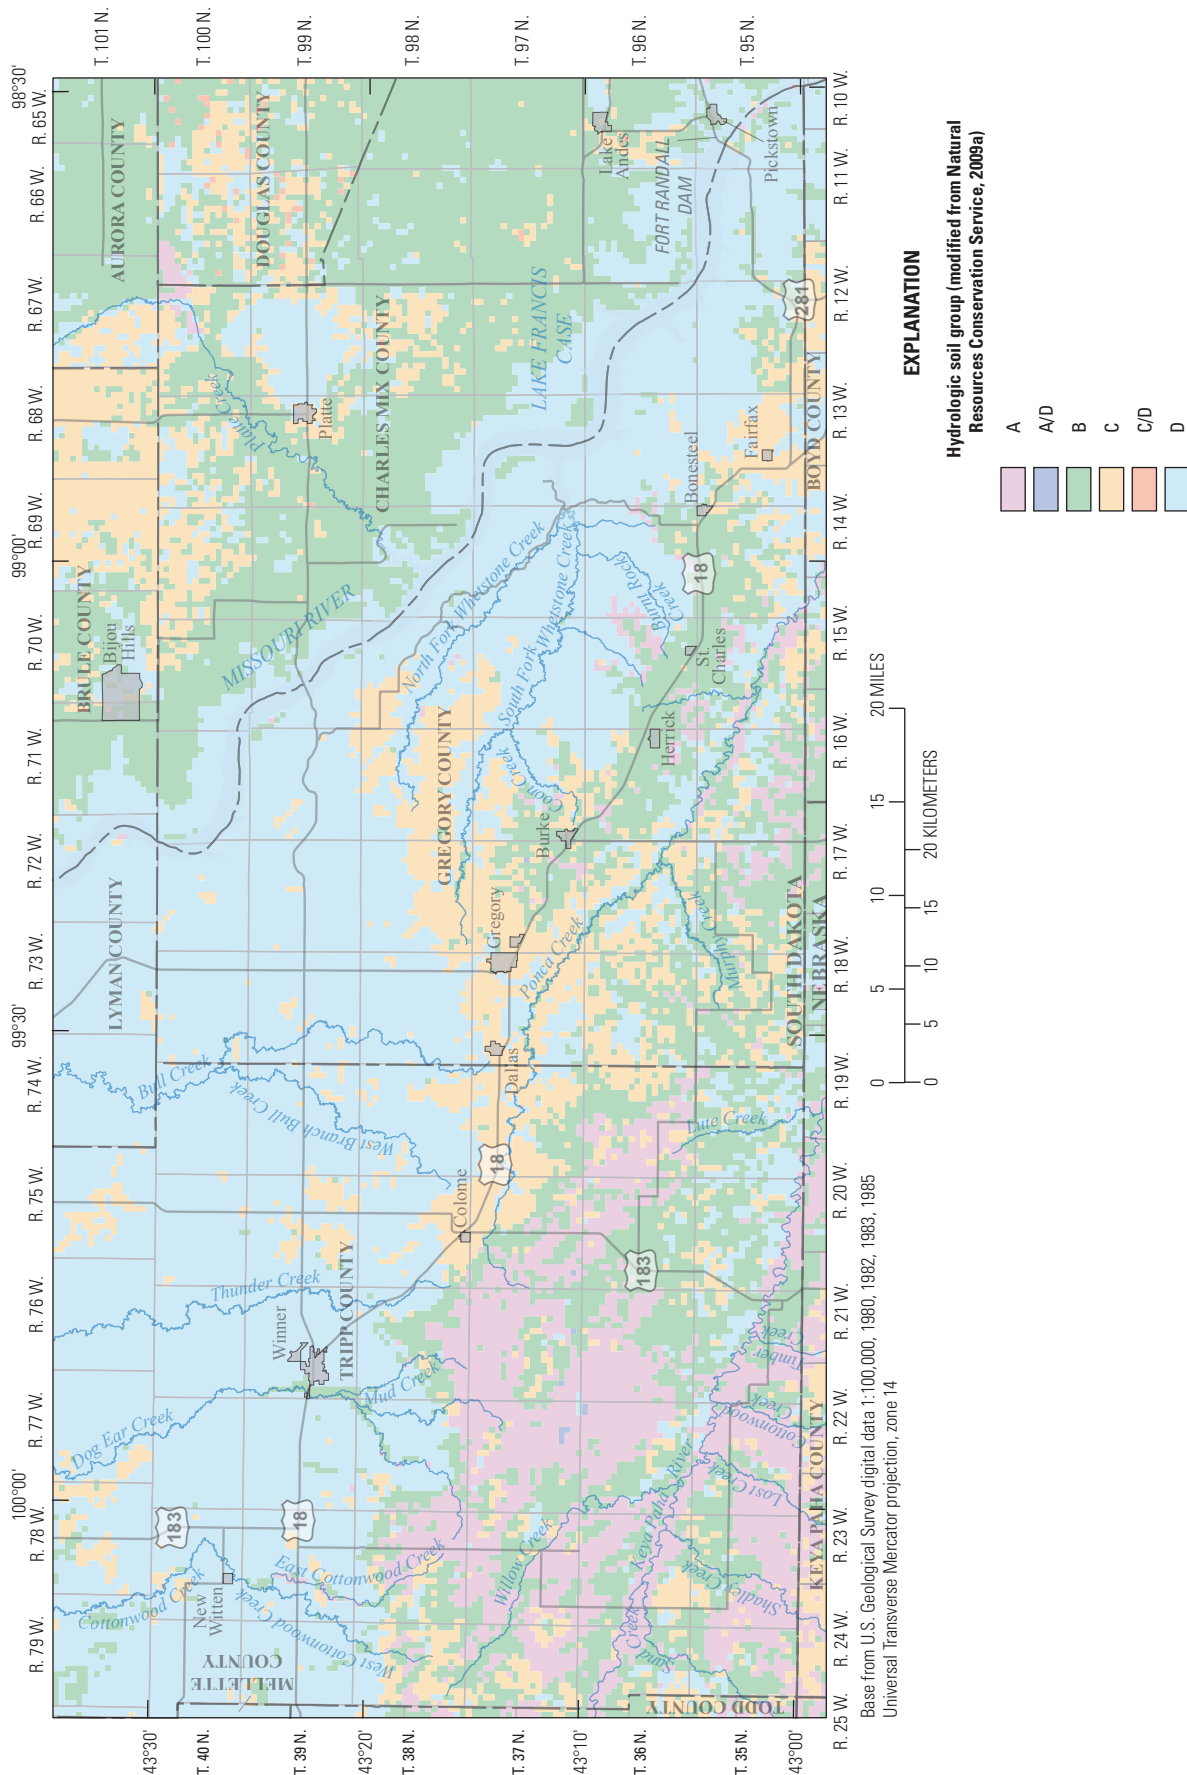 98°30'
99°00'
99°30'
100°00'
R. 79 W.
R. 78 W.
R. 77 W.
R. 76 W.
R. 75 W.
R. 74 W.
R. 73 W.
R. 72 W.
R. 71 W.
R. 70 W.
R. 69 W.
R. 68 W.
R. 67 W.
R. 66 W.
R. 65 W.
T. 101 N.
T. 100 N.
T. 99 N.
T. 98 N.
T. 97 N.
T. 96 N.
T. 95 N.
43°30'
T. 40 N.
T. 39 N.
43°20'
T. 38 N.
T. 37 N.
43°10'
T. 36 N.
T. 35 N.
43°00'
R. 25 W.
R. 24 W.
R. 23 W.
R. 22 W.
R. 21 W.
R. 20 W.
R. 19 W.
R. 18 W.
R. 17 W.
R. 16 W.
R. 15 W.
R. 14 W.
R. 13 W.
R. 12 W.
R. 11 W.
R. 10 W.
LYMAN COUNTY
BRULE COUNTY
AURORA COUNTY
DOUGLAS COUNTY
CHARLES MIX COUNTY
GREGORY COUNTY
TRIPP COUNTY
MELLETTE
COUNTY
TODD COUNTY
KEYA PAHA COUNTY
BOYD COUNTY
SOUTH DAKOTA
NEBRASKA
Bijou
Hills
Platte
Lake
Andes
Pickstown
FORT RANDALL
DAM
LAKE FRANCIS
CASE
MISSOURI RIVER
Platte Creek
Fairfax
Bonesteel
St.
Charles
Herrick
Burke
Gregory
Dallas
Colome
Winner
New
Witten
North Fork Whetstone Creek
South Fork Whetstone Creek
Burnt Rock
Creek
Coon Creek
Ponca Creek
Murphy Creek
Bull Creek
West Branch Bull Creek
Thunder Creek
Dog Ear Creek
Mud Creek
Cottonwood Creek
East Cottonwood Creek
West Cottonwood Creek
Willow Creek
Keya Paha River
Sand
Creek
Shadley Creek
Lost Creek
Cottonwood
Creek
Timber
Creek
Lute Creek
183
18
18
183
18
281
Base from U.S. Geological Survey digital data 1:100,000, 1980, 1982, 1983, 1985
Universal Transverse Mercator projection, zone 14
0 5 10 15 20 MILES
0 5 10 15 20 KILOMETERS
EXPLANATION
Hydrologic soil group (modified from Natural
Resources Conservation Service, 2009a)
A
A/D
B
C
C/D
D